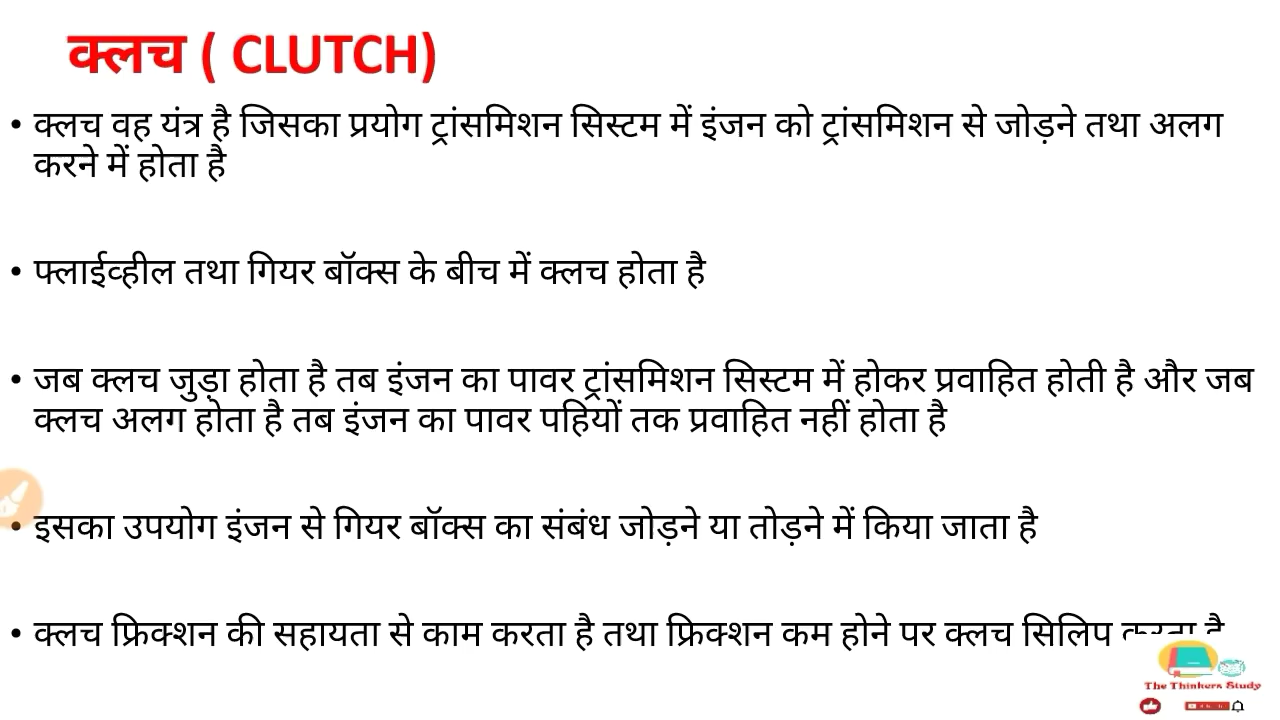 क्लच ( CLUTCH)
• क्लच वह यंत्र है जिसका प्रयोग ट्रांसमिशन सिस्टम में इंजन को ट्रांसमिशन से जोड़ने तथा अलग
करने में होता है
• फ्लाईव्हील तथा गियर बॉक्स के बीच में क्लच होता है
• जब क्लच जुड़ा होता है तब इंजन का पावर ट्रांसमिशन सिस्टम में होकर प्रवाहित होती है और जब
क्लच अलग होता है तब इंजन का पावर पहियों तक प्रवाहित नहीं होता है
• इसका उपयोग इंजन से गियर बॉक्स का संबंध जोड़ने या तोड़ने में किया जाता है
• क्लच फ्रिक्शन की सहायता से काम करता है तथा फ्रिक्शन कम होने पर क्लच सिलिप करता है
The Thinkers Study